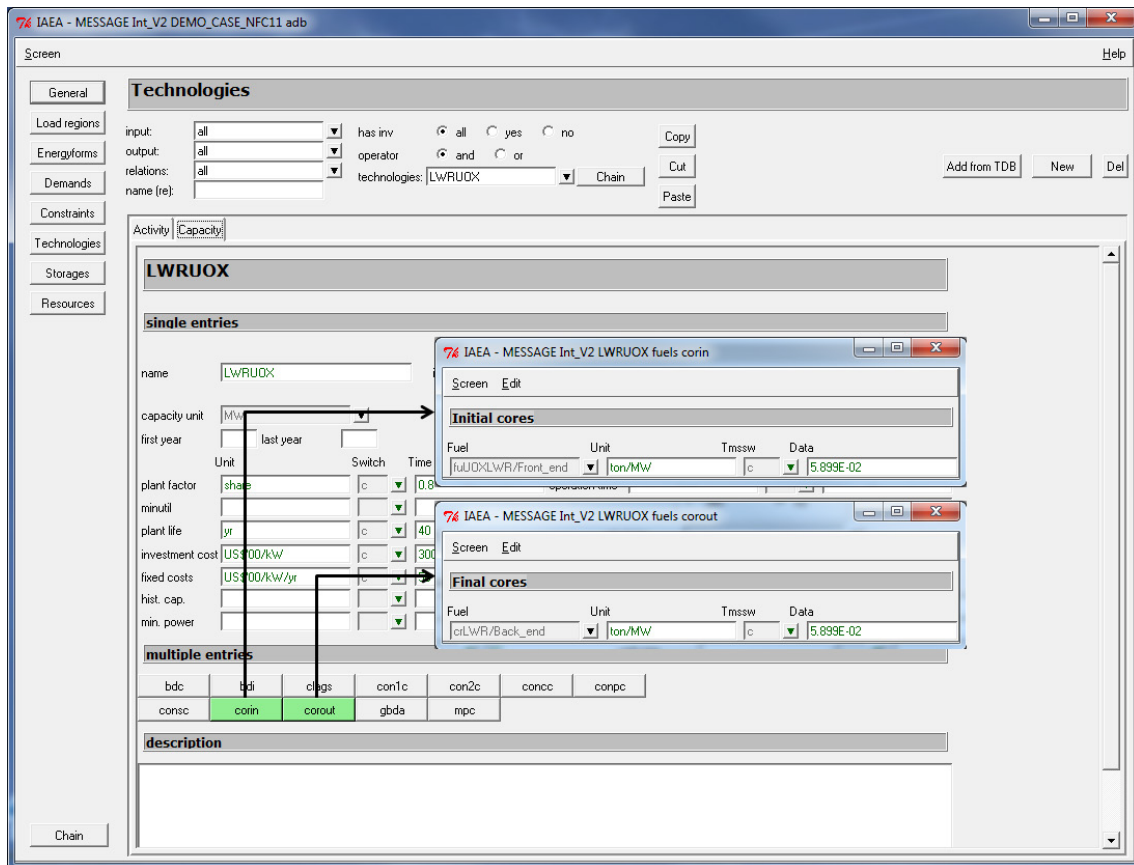 IAEA - MESSAGE Int_V2 DEMO_CASE_NFC11 adb
Screen Help
General
Load regions
Energyforms
Demands
Constraints
Technologies
Storages
Resources
Chain
Technologies
input: all has inv all yes no Copy
output: all operator and or Cut
relations: all technologies: LWRUOX Chain Paste
name (re):
Add from TDB New Del
Activity Capacity
LWRUOX
single entries
name LWRUOX
capacity unit MW
first year last year
Unit Switch Time
plant factor share c 0.8
minutil
plant life yr c 40
investment cost US$'00/kW c 300
fixed costs US$'00/kW/yr c
hist. cap.
min. power
IAEA - MESSAGE Int_V2 LWRUOX fuels corin
Screen Edit
Initial cores
Fuel Unit Tmssw Data
fuUOXLWR/Front_end ton/MW c 5.899E-02
IAEA - MESSAGE Int_V2 LWRUOX fuels corout
Screen Edit
Final cores
Fuel Unit Tmssw Data
crLWR/Back_end ton/MW c 5.899E-02
multiple entries
bdc bdi clags con1c con2c concc conpc
consc corin corout gbda mpc
description